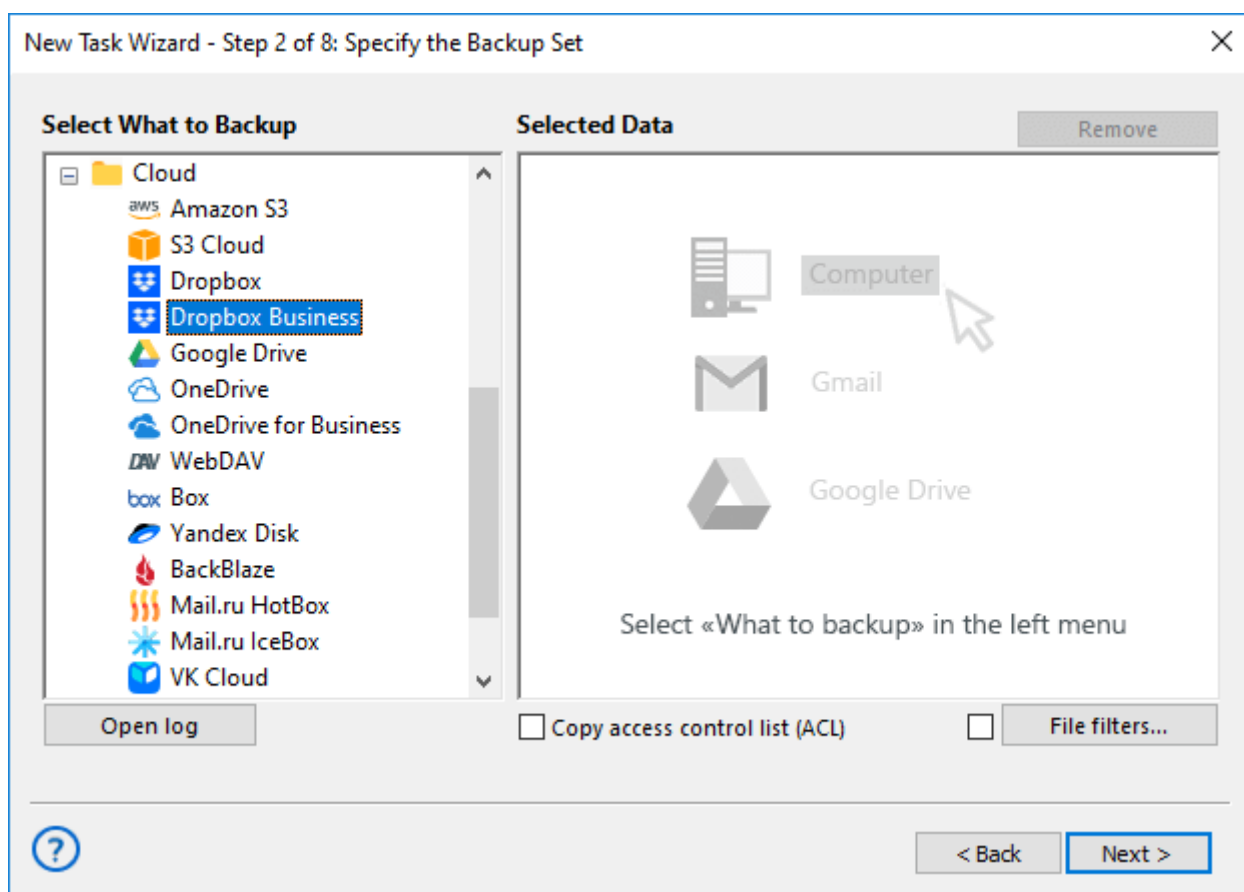 New Task Wizard - Step 2 of 8: Specify the Backup Set
Select What to Backup
Cloud
aws Amazon S3
S3 Cloud
Dropbox
Dropbox Business
Google Drive
OneDrive
OneDrive for Business
DAV WebDAV
box Box
Yandex Disk
BackBlaze
Mail.ru HotBox
Mail.ru IceBox
VK Cloud
Open log
Selected Data
Remove
Computer
Gmail
Google Drive
Select «What to backup» in the left menu
Copy access control list (ACL)
File filters...
?
< Back
Next >